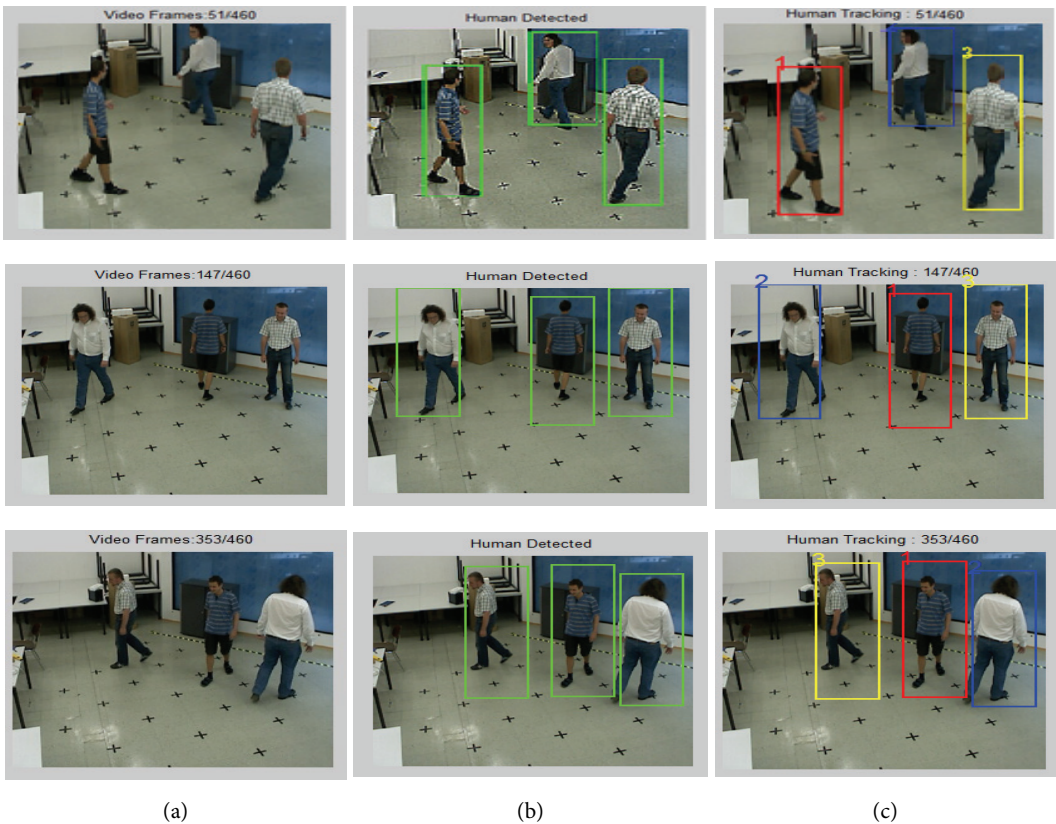 Video Frames:51/460
Human Detected
Human Tracking : 51/460
1
3
Video Frames:147/460
Human Detected
Human Tracking : 147/460
2
1
3
Video Frames:353/460
Human Detected
Human Tracking : 353/460
3
1
2
(a)
(b)
(c)